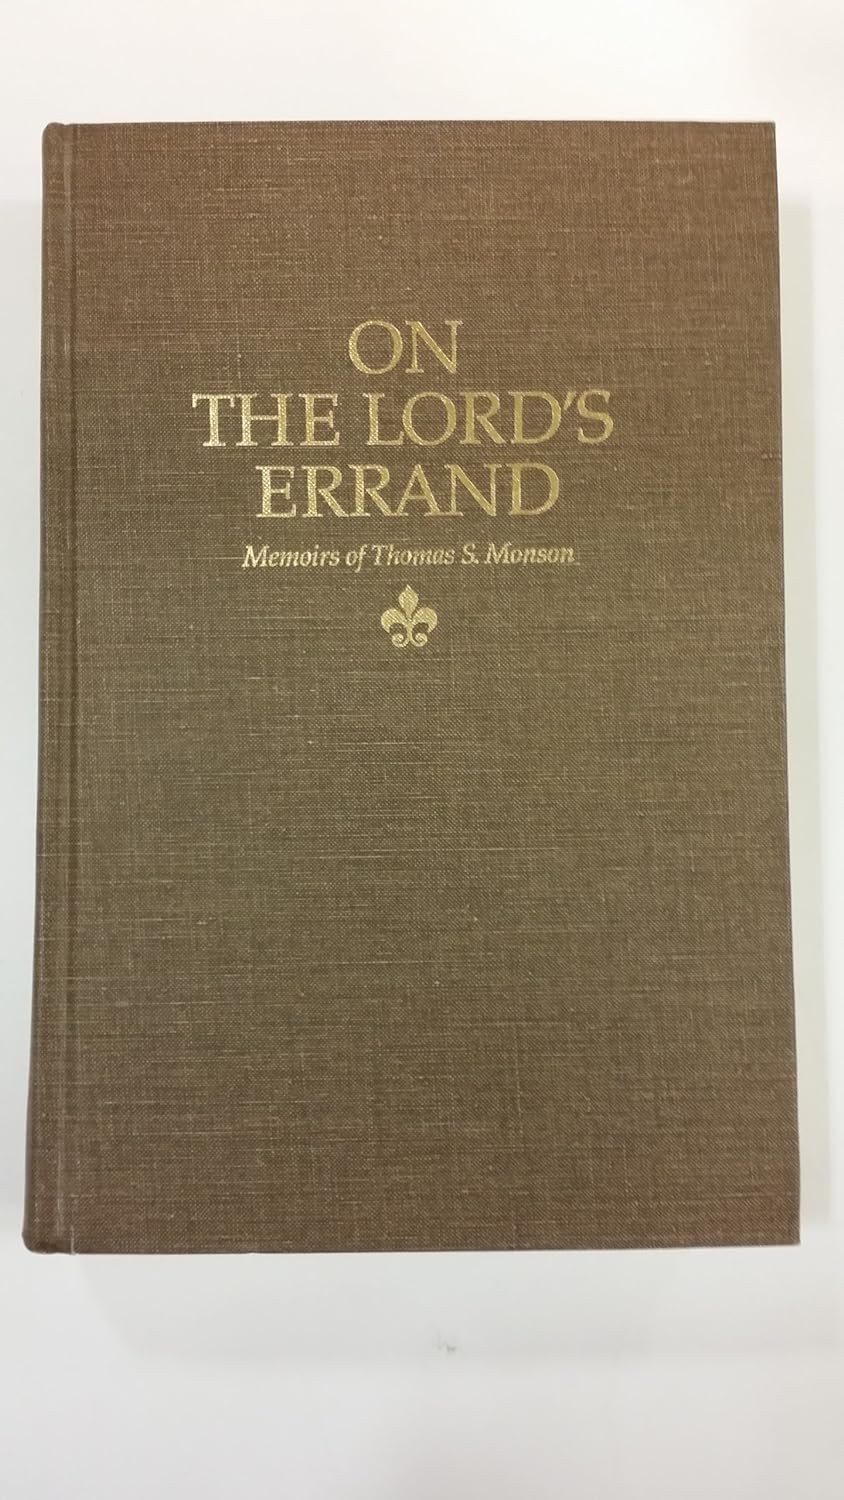 ON
THE LORD'S
ERRAND
Memoirs of Thomas S. Monson